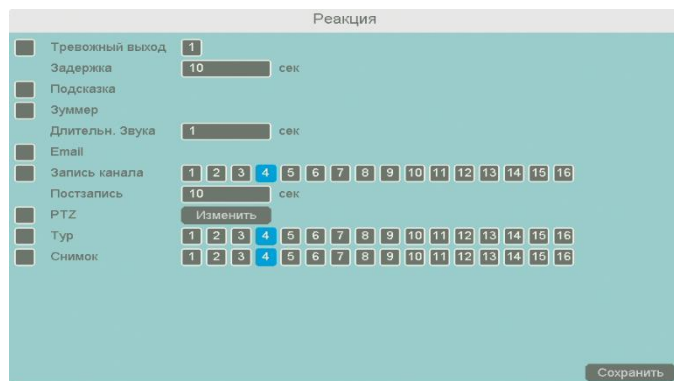 Реакция
Тревожный выход 1
Задержка 10 сек
Подсказка
Зуммер
Длительн. Звука 1 сек
Email
Запись канала 1 2 3 4 5 6 7 8 9 10 11 12 13 14 15 16
Постзапись 10 сек
PTZ Изменить
Тур 1 2 3 4 5 6 7 8 9 10 11 12 13 14 15 16
Снимок 1 2 3 4 5 6 7 8 9 10 11 12 13 14 15 16
Сохранить